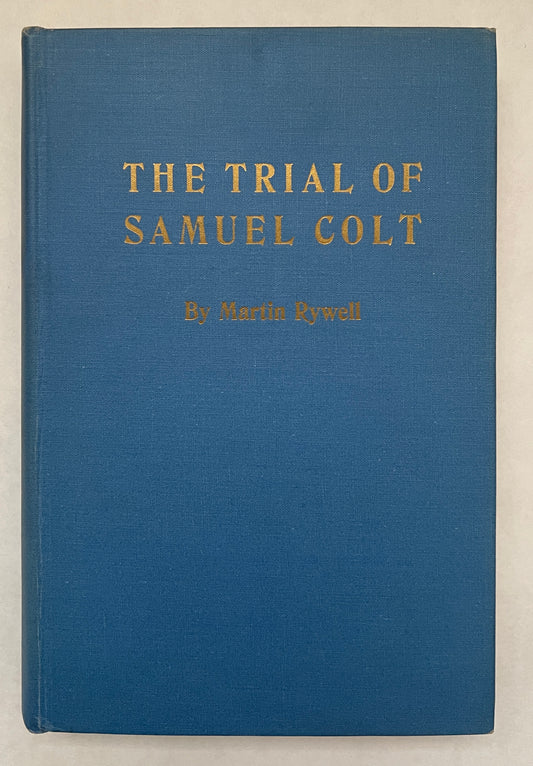 THE TRIAL OF
SAMUEL COLT
By Martin Rywell